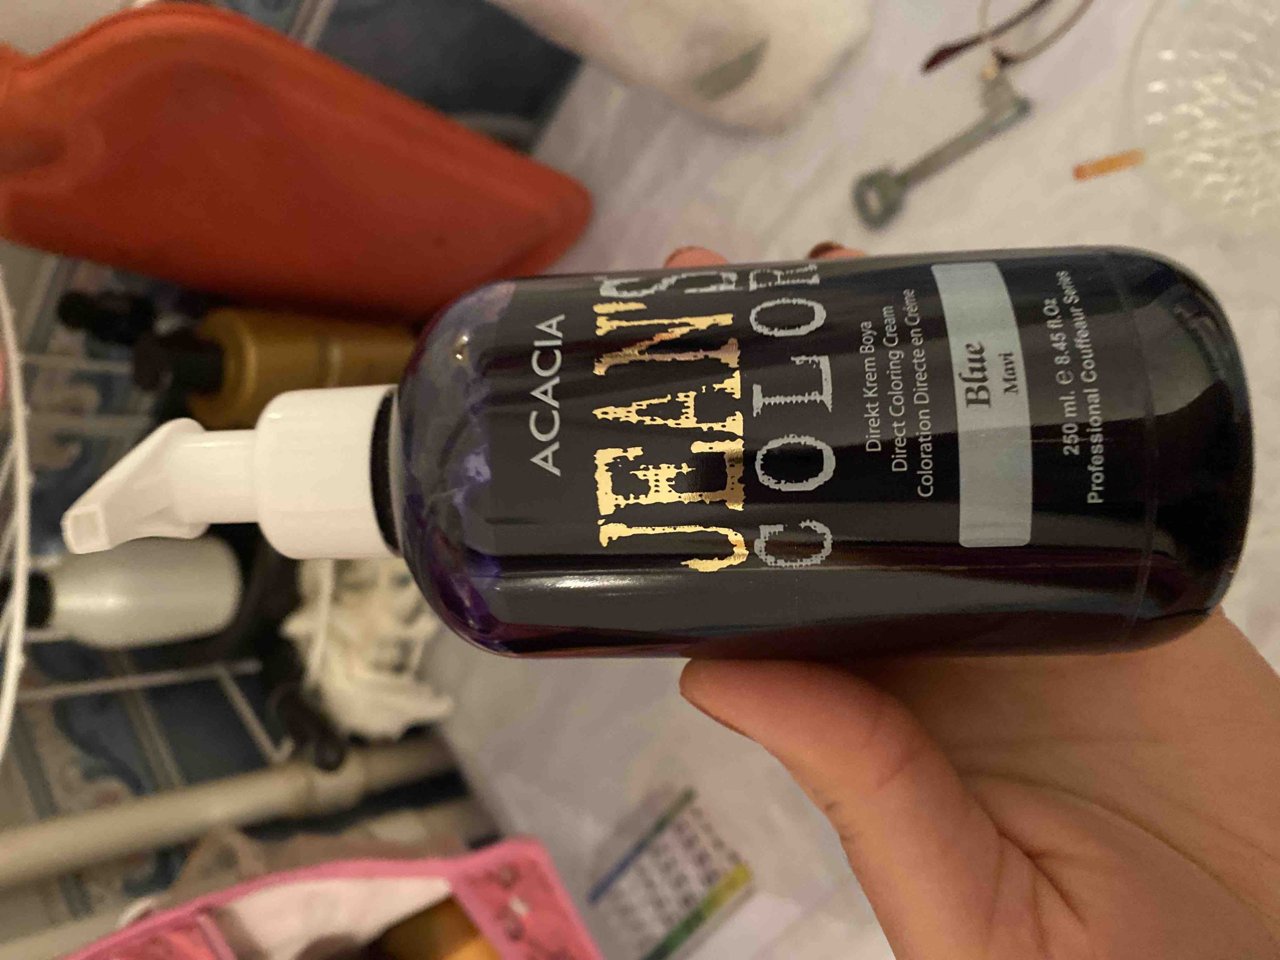 ACACIA
JEAN'S
COLOR
Direkt Krem Boya
Direct Coloring Cream
Coloration Directe en Crème
Blue
Mavi
250 ml. e 8.45 fl.Oz
Professional Couffeaur Series